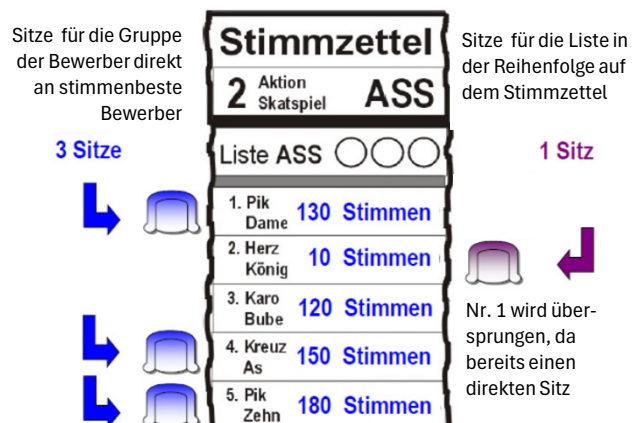 Sitze für die Gruppe
der Bewerber direkt
an stimmenbeste
Bewerber
3 Sitze
Stimmzettel
2 Aktion
Skatspiel ASS
Liste ASS
1. Pik
Dame 130 Stimmen
2. Herz
König 10 Stimmen
3. Karo
Bube 120 Stimmen
4. Kreuz
As 150 Stimmen
5. Pik
Zehn 180 Stimmen
Sitze für die Liste in
der Reihenfolge auf
dem Stimmzettel
1 Sitz
Nr. 1 wird über-
sprungen, da
bereits einen
direkten Sitz